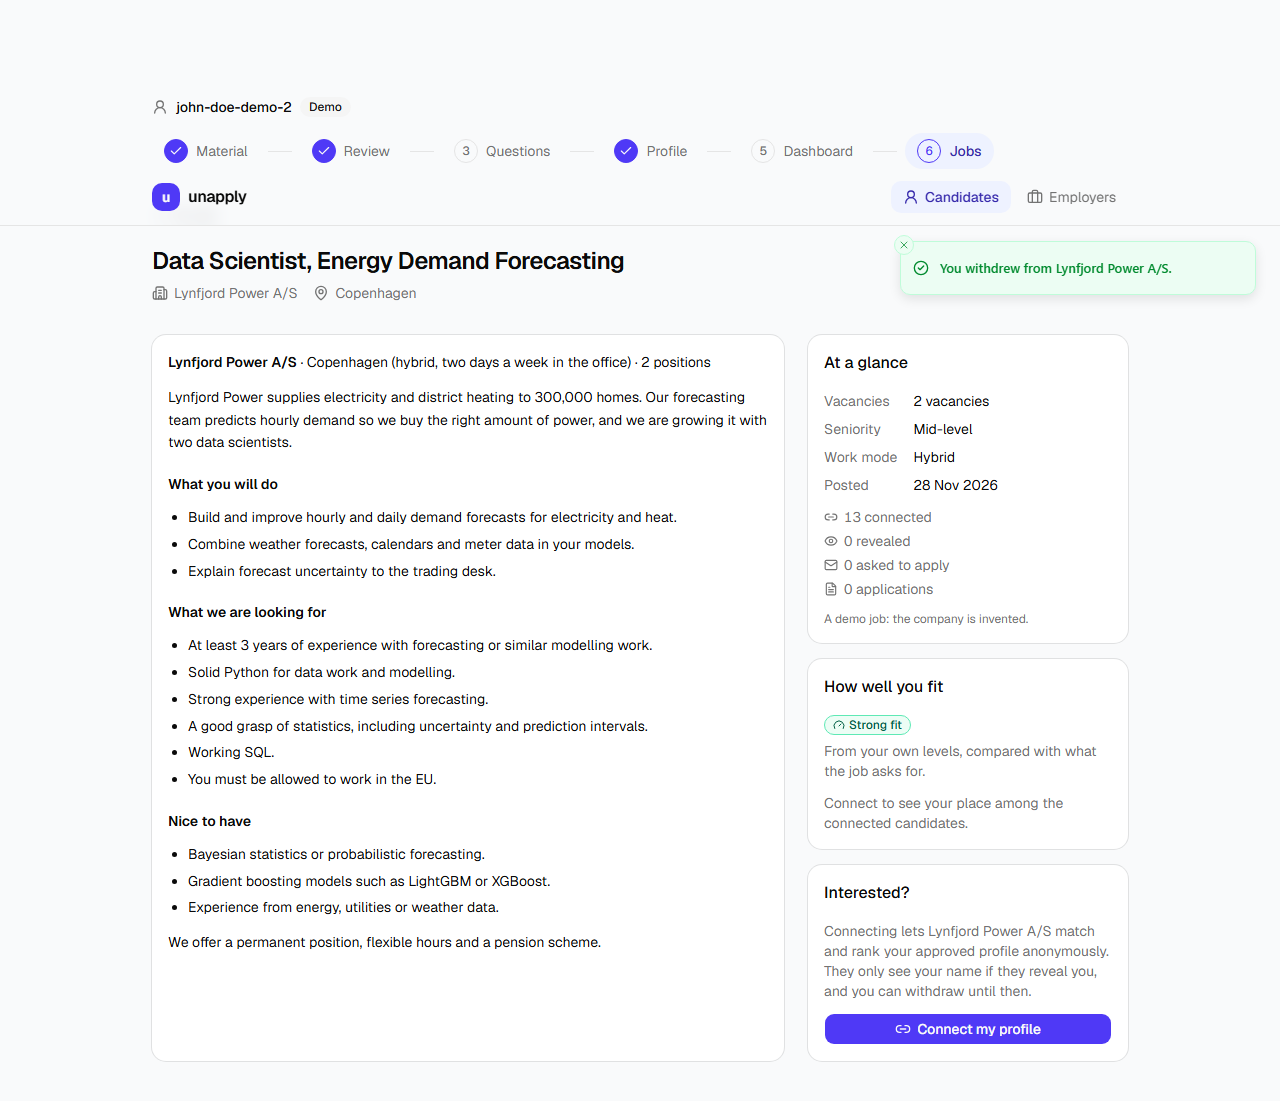 john-doe-demo-2 Demo
Material Review 3 Questions Profile 5 Dashboard 6 Jobs
u unapply Candidates Employers
Data Scientist, Energy Demand Forecasting
Lynfjord Power A/S Copenhagen
You withdrew from Lynfjord Power A/S.
Lynfjord Power A/S · Copenhagen (hybrid, two days a week in the office) · 2 positions
Lynfjord Power supplies electricity and district heating to 300,000 homes. Our forecasting
team predicts hourly demand so we buy the right amount of power, and we are growing it with
two data scientists.
What you will do
• Build and improve hourly and daily demand forecasts for electricity and heat.
• Combine weather forecasts, calendars and meter data in your models.
• Explain forecast uncertainty to the trading desk.
What we are looking for
• At least 3 years of experience with forecasting or similar modelling work.
• Solid Python for data work and modelling.
• Strong experience with time series forecasting.
• A good grasp of statistics, including uncertainty and prediction intervals.
• Working SQL.
• You must be allowed to work in the EU.
Nice to have
• Bayesian statistics or probabilistic forecasting.
• Gradient boosting models such as LightGBM or XGBoost.
• Experience from energy, utilities or weather data.
We offer a permanent position, flexible hours and a pension scheme.
At a glance
Vacancies 2 vacancies
Seniority Mid-level
Work mode Hybrid
Posted 28 Nov 2026
13 connected
0 revealed
0 asked to apply
0 applications
A demo job: the company is invented.
How well you fit
Strong fit
From your own levels, compared with what
the job asks for.
Connect to see your place among the
connected candidates.
Interested?
Connecting lets Lynfjord Power A/S match
and rank your approved profile anonymously.
They only see your name if they reveal you,
and you can withdraw until then.
Connect my profile